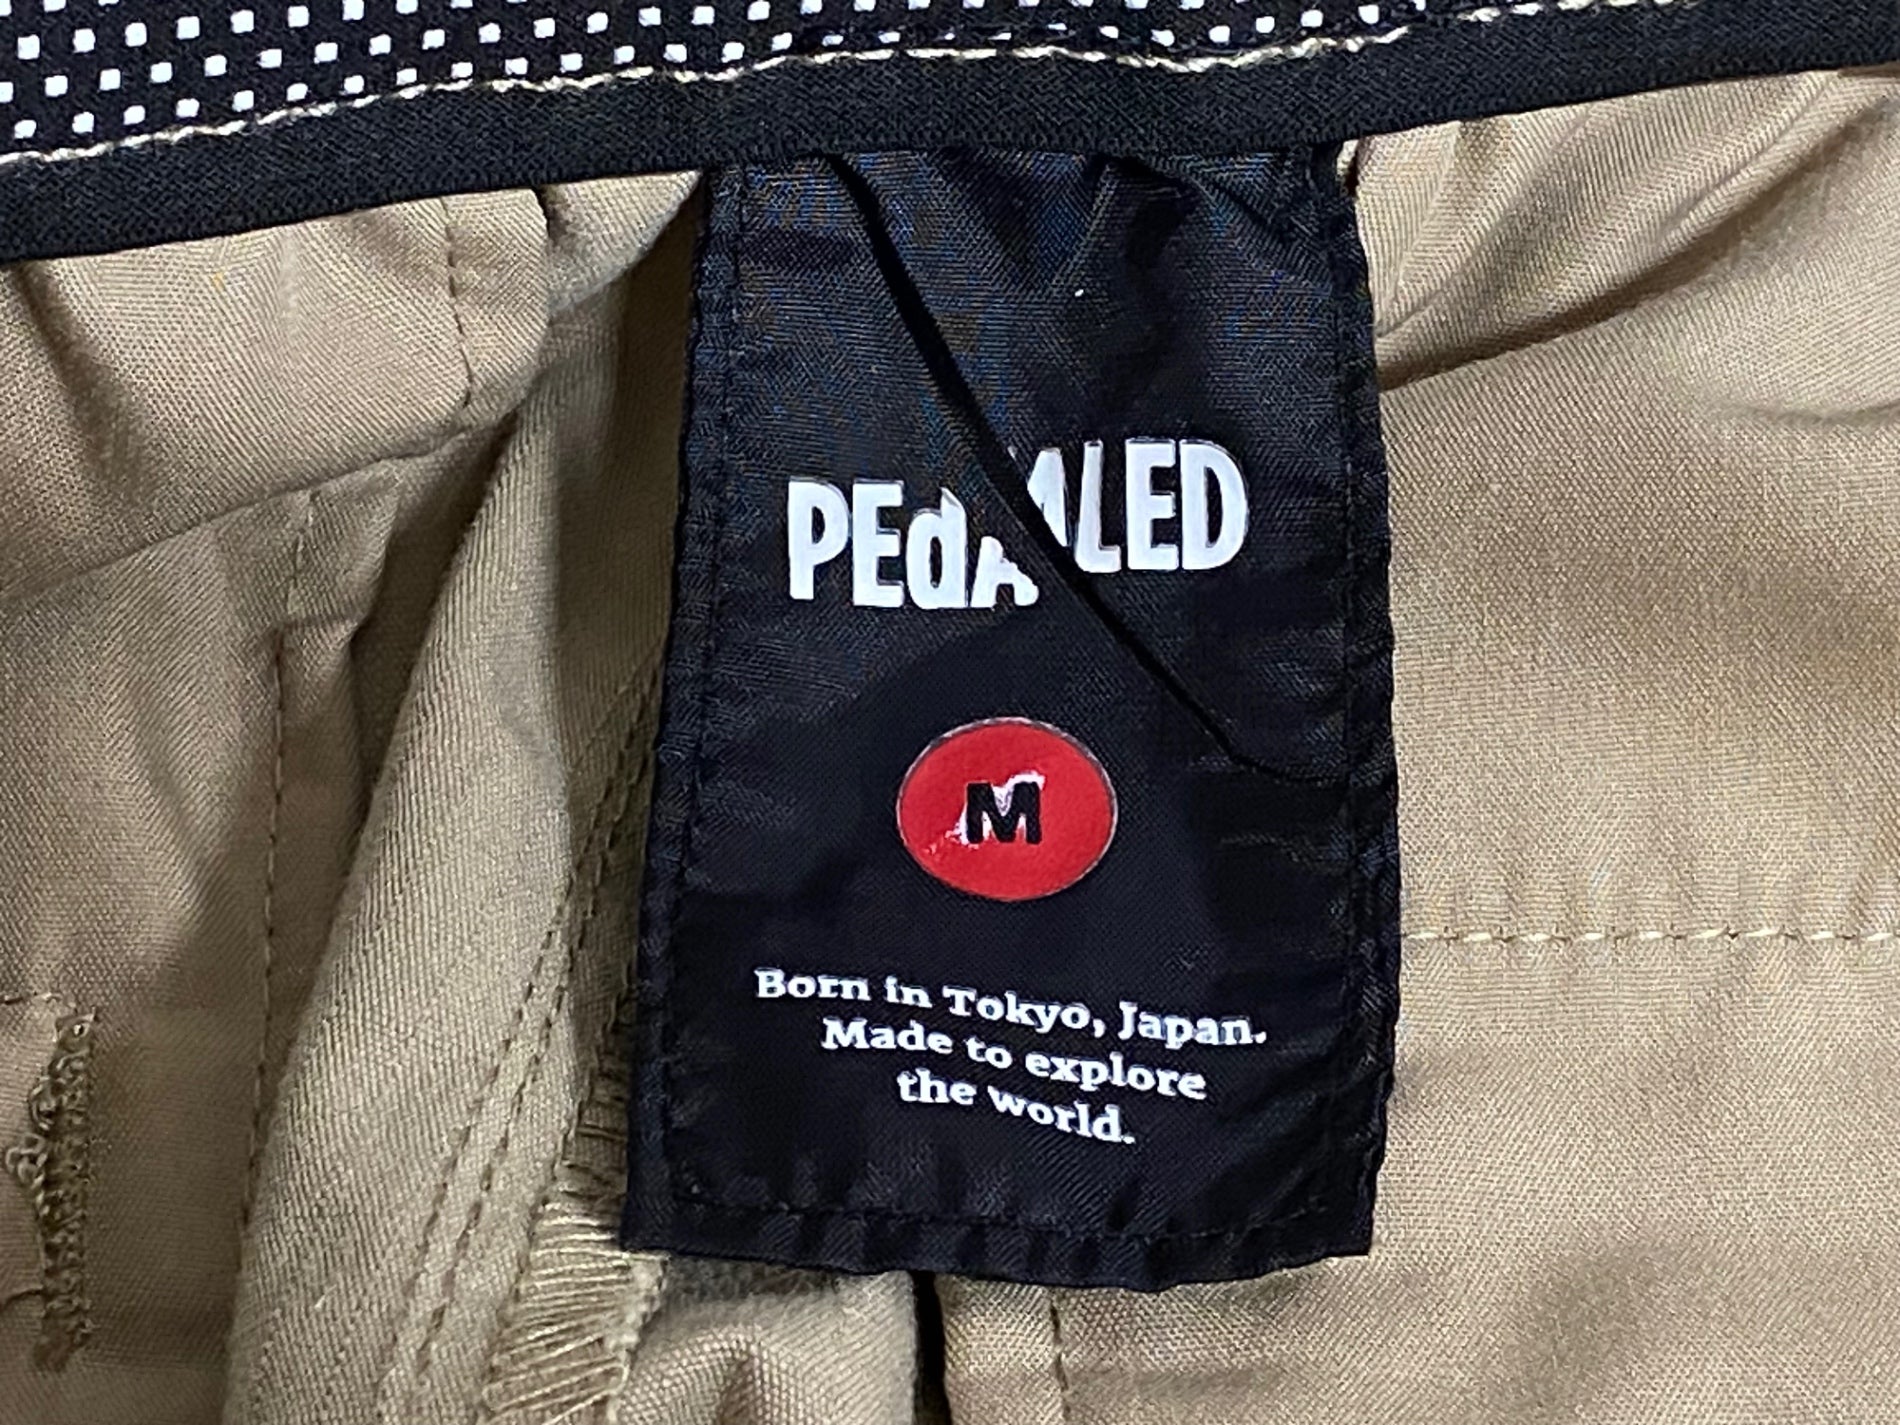 PEdALED
M
Born in Tokyo, Japan.
Made to explore
the world.